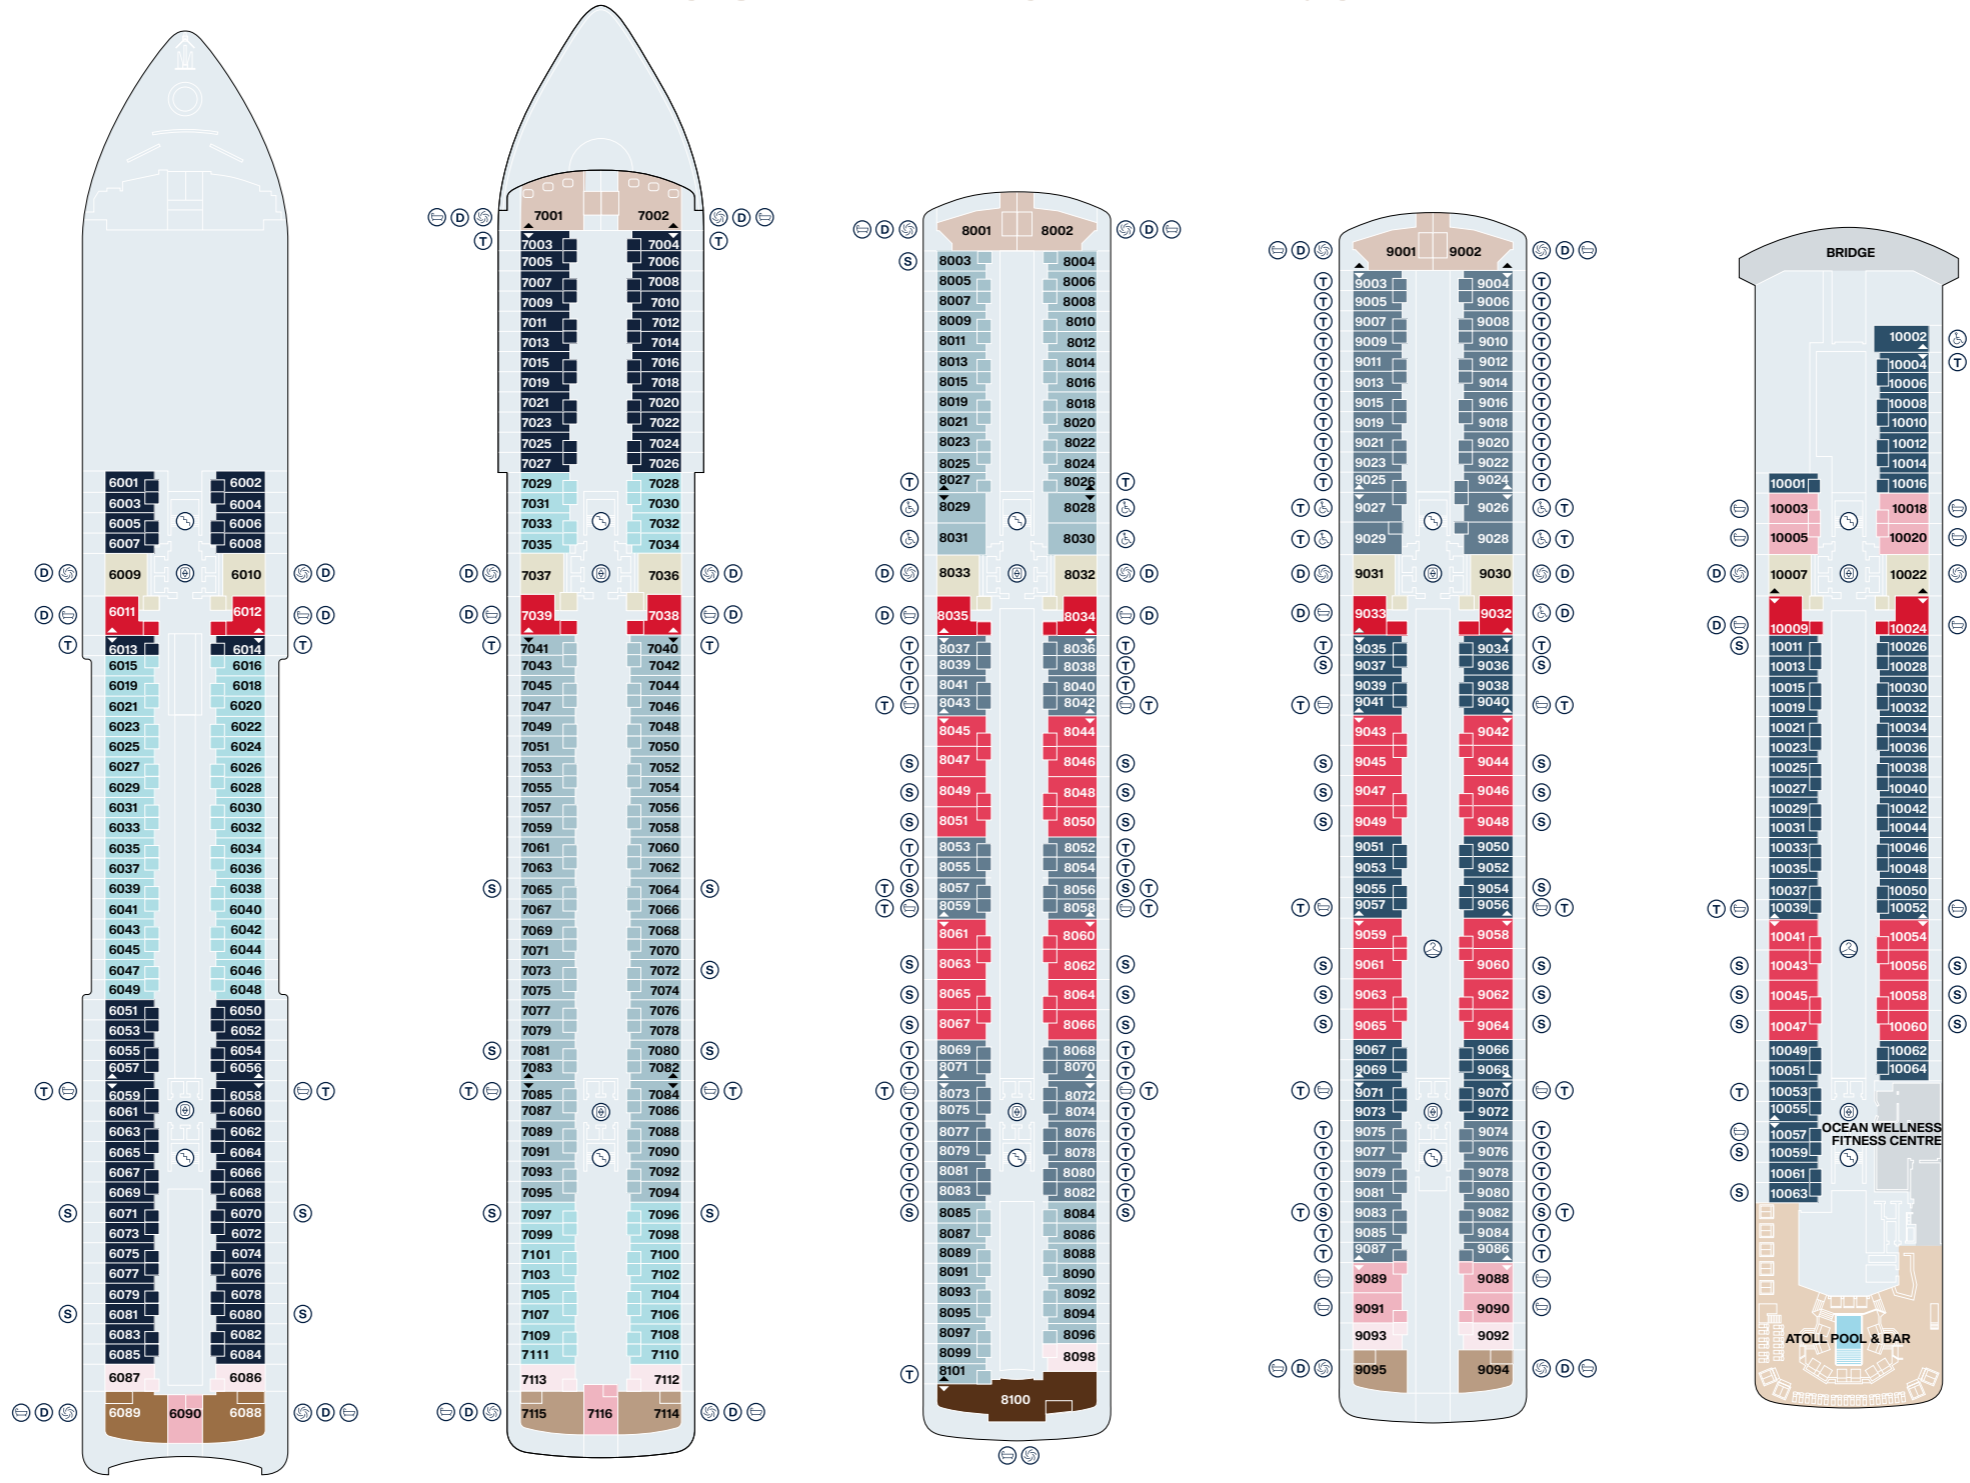 6001 6002
6003 6004
6005 6006
6007 6008
D 6009 6010 D
D 6011 6012 D
T 6013 6014 T
6015 6016
6019 6018
6021 6020
6023 6022
6025 6024
6027 6026
6029 6028
6031 6030
6033 6032
6035 6034
6037 6036
6039 6038
6041 6040
6043 6042
6045 6044
6047 6046
6049 6048
6051 6050
6053 6052
6055 6054
6057 6056
T 6059 6058 T
6061 6060
6063 6062
6065 6064
6067 6066
6069 6068
S 6071 6070 S
6073 6072
6075 6074
6077 6076
6079 6078
S 6081 6080 S
6083 6082
6085 6084
6087 6086
D 6089 6090 6088 D
D 7001 7002 D
T 7003 7004 T
7005 7006
7007 7008
7009 7010
7011 7012
7013 7014
7015 7016
7019 7018
7021 7020
7023 7022
7025 7024
7027 7026
7029 7028
7031 7030
7033 7032
7035 7034
D 7037 7036 D
D 7039 7038 D
T 7041 7040 T
7043 7042
7045 7044
7047 7046
7049 7048
7051 7050
7053 7052
7055 7054
7057 7056
7059 7058
7061 7060
7063 7062
S 7065 7064 S
7067 7066
7069 7068
7071 7070
7073 7072 S
7075 7074
7077 7076
7079 7078
S 7081 7080 S
7083 7082
T 7085 7084 T
7087 7086
7089 7088
7091 7090
7093 7092
7095 7094
S 7097 7096 S
7099 7098
7101 7100
7103 7102
7105 7104
7107 7106
7109 7108
7111 7110
7113 7112
D 7115 7116 7114 D
D 8001 8002 D
S 8003 8004
8005 8006
8007 8008
8009 8010
8011 8012
8013 8014
8015 8016
8019 8018
8021 8020
8023 8022
8025 8024
T 8027 8026 T
8029 8028
8031 8030
D 8033 8032 D
D 8035 8034 D
T 8037 8036 T
T 8039 8038 T
T 8041 8040 T
T 8043 8042 T
8045 8044
S 8047 8046 S
S 8049 8048 S
S 8051 8050 S
T 8053 8052 T
T 8055 8054 T
T S 8057 8056 S T
T 8059 8058 T
8061 8060
S 8063 8062 S
S 8065 8064 S
S 8067 8066 S
T 8069 8068 T
T 8071 8070 T
T 8073 8072 T
T 8075 8074 T
T 8077 8076 T
T 8079 8078 T
T 8081 8080 T
T 8083 8082 T
S 8085 8084 S
8087 8086
8089 8088
8091 8090
8093 8092
8095 8094
8097 8096
8099 8098
T 8101
8100
D 9001 9002 D
T 9003 9004 T
T 9005 9006 T
T 9007 9008 T
T 9009 9010 T
T 9011 9012 T
T 9013 9014 T
T 9015 9016 T
T 9019 9018 T
T 9021 9020 T
T 9023 9022 T
T 9025 9024 T
T 9027 9026 T
T 9029 9028 T
D 9031 9030 D
D 9033 9032 D
T 9035 9034 T
S 9037 9036 S
9039 9038
T 9041 9040 T
9043 9042
S 9045 9044 S
S 9047 9046 S
S 9049 9048 S
9051 9050
9053 9052
9055 9054 S
T 9057 9056 T
9059 9058
S 9061 9060 S
S 9063 9062 S
S 9065 9064 S
9067 9066
9069 9068
T 9071 9070 T
9073 9072
T 9075 9074 T
T 9077 9076 T
T 9079 9078 T
T 9081 9080 T
T S 9083 9082 S T
T 9085 9084 T
T 9087 9086 T
9089 9088
9091 9090
9093 9092
D 9095 9094 D
BRIDGE
10002
10004 T
10006
10008
10010
10012
10014
10001 10016
10003 10018
10005 10020
D 10007 10022 D
D 10009 10024
S 10011 10026
10013 10028
10015 10030
10019 10032
10021 10034
10023 10036
10025 10038
10027 10040
10029 10042
10031 10044
10033 10046
10035 10048
10037 10050
T 10039 10052
10041 10054
S 10043 10056 S
S 10045 10058 S
S 10047 10060 S
10049 10062
10051 10064
T 10053
10055
OCEAN WELLNESS
10057
FITNESS CENTRE
S 10059
10061
S 10063
ATOLL POOL & BAR